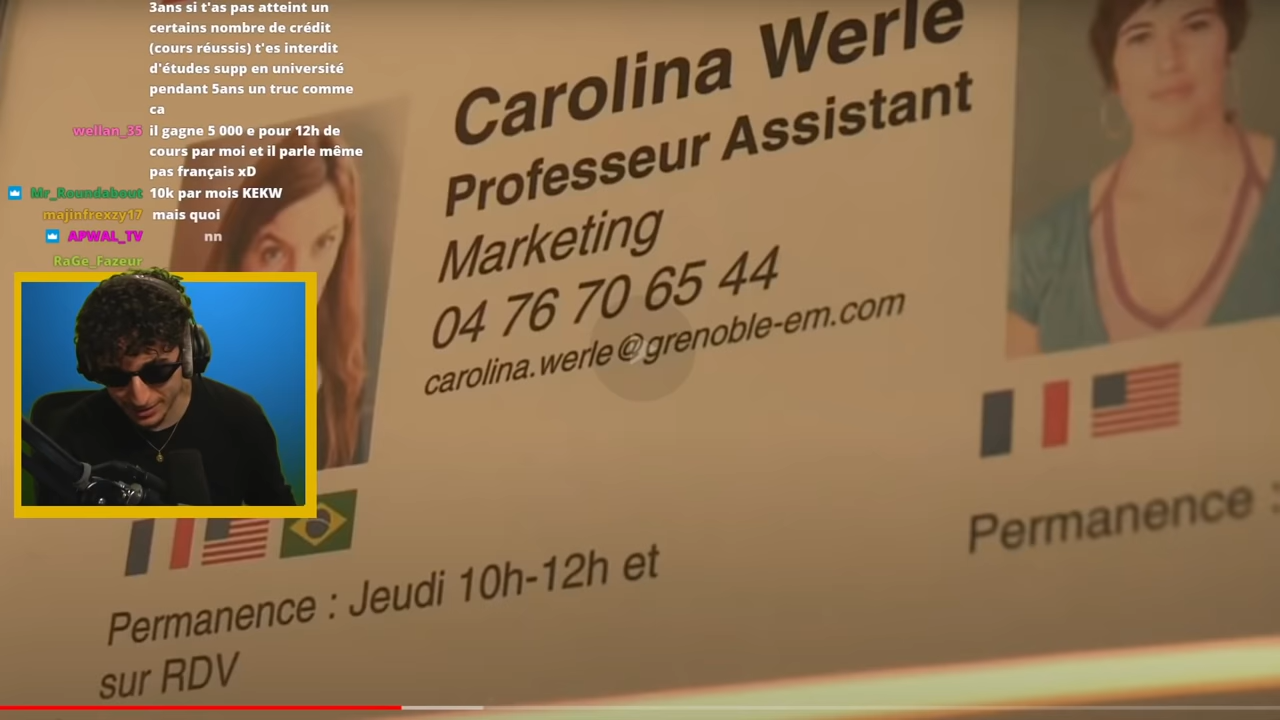 3ans si t'as pas atteint un
certains nombre de crédit
(cours réussis) t'es interdit
d'études supp en université
pendant 5ans un truc comme
ca
wellan_35 il gagne 5 000 e pour 12h de
cours par moi et il parle même
pas français xD
Mr_Roundabout 10k par mois KEKW
majinfrexzy17 mais quoi
APWAL_TV nn
RaGe_Fazeur
Carolina Werle
Professeur Assistant
Marketing
04 76 70 65 44
carolina.werle@grenoble-em.com
Permanence : Jeudi 10h-12h et
sur RDV
Permanence :